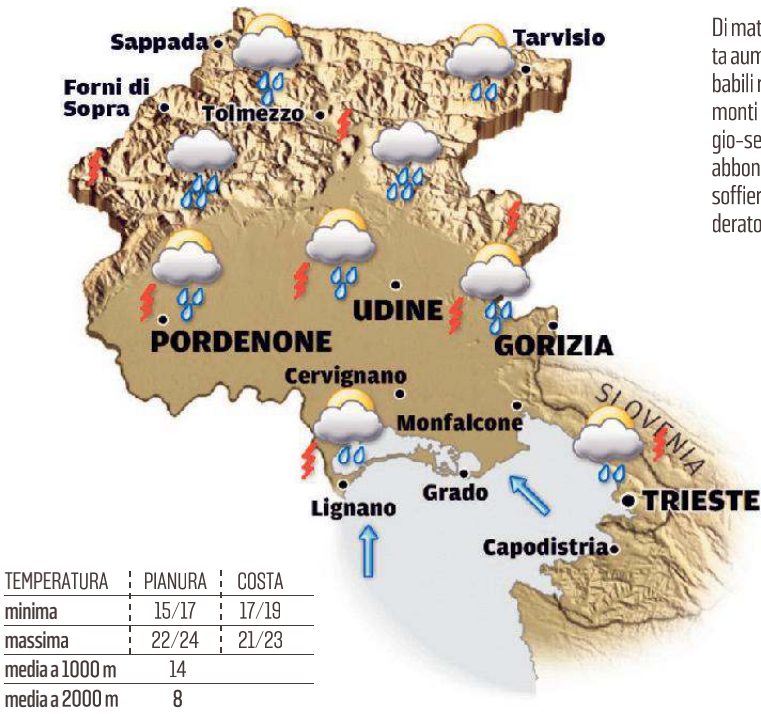 Sappada
Tarvisio
Forni di
Sopra
Tolmezzo
UDINE
PORDENONE
GORIZIA
Cervignano
Monfalcone
SLOVENIA
Lignano
Grado
TRIESTE
Capodistria
Di mat
ta aum
babili r
monti
gio-se
abbon
soffier
derato
TEMPERATURA PIANURA COSTA
minima 15/17 17/19
massima 22/24 21/23
media a 1000 m 14
media a 2000 m 8